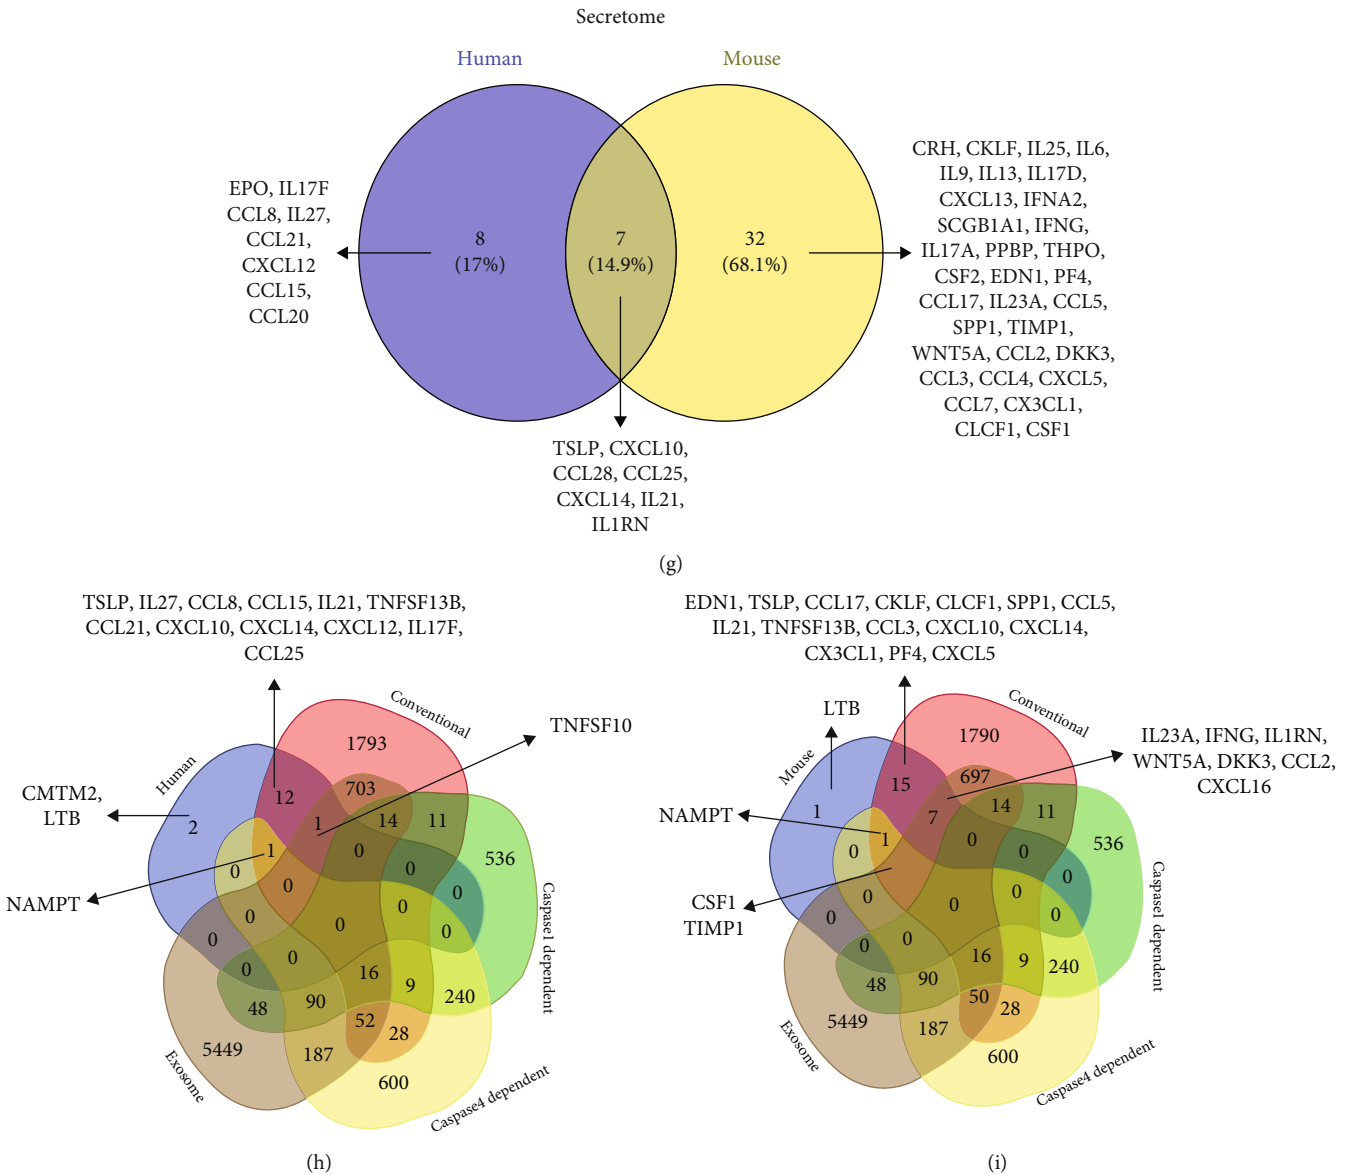 Secretome
Human
Mouse
EPO, IL17F
CCL8, IL27,
CCL21,
CXCL12
CCL15,
CCL20
8
(17%)
7
(14.9%)
32
(68.1%)
CRH, CKLF, IL25, IL6,
IL9, IL13, IL17D,
CXCL13, IFNA2,
SCGB1A1, IFNG,
IL17A, PPBP, THPO,
CSF2, EDN1, PF4,
CCL17, IL23A, CCL5,
SPP1, TIMP1,
WNT5A, CCL2, DKK3,
CCL3, CCL4, CXCL5,
CCL7, CX3CL1,
CLCF1, CSF1
TSLP, CXCL10,
CCL28, CCL25,
CXCL14, IL21,
IL1RN
(g)
TSLP, IL27, CCL8, CCL15, IL21, TNFSF13B,
CCL21, CXCL10, CXCL14, CXCL12, IL17F,
CCL25
Conventional
TNFSF10
1793
Human
703
12
CMTM2,
LTB
2
1
14
11
1
0
536
0
0
0
0
NAMPT
0
0
0
0
0
Caspase1 dependent
0
0
0
16
9
240
48
90
52
28
5449
187
600
Exosome
Caspase4 dependent
(h)
EDN1, TSLP, CCL17, CKLF, CLCF1, SPP1, CCL5,
IL21, TNFSF13B, CCL3, CXCL10, CXCL14,
CX3CL1, PF4, CXCL5
LTB
Conventional
1790
IL23A, IFNG, IL1RN,
WNT5A, DKK3, CCL2,
CXCL16
Mouse
697
15
14
11
NAMPT
1
7
1
0
536
0
0
0
0
CSF1
TIMP1
0
0
0
0
0
Caspase1 dependent
0
0
16
9
240
48
90
50
28
5449
187
600
Exosome
Caspase4 dependent
(i)